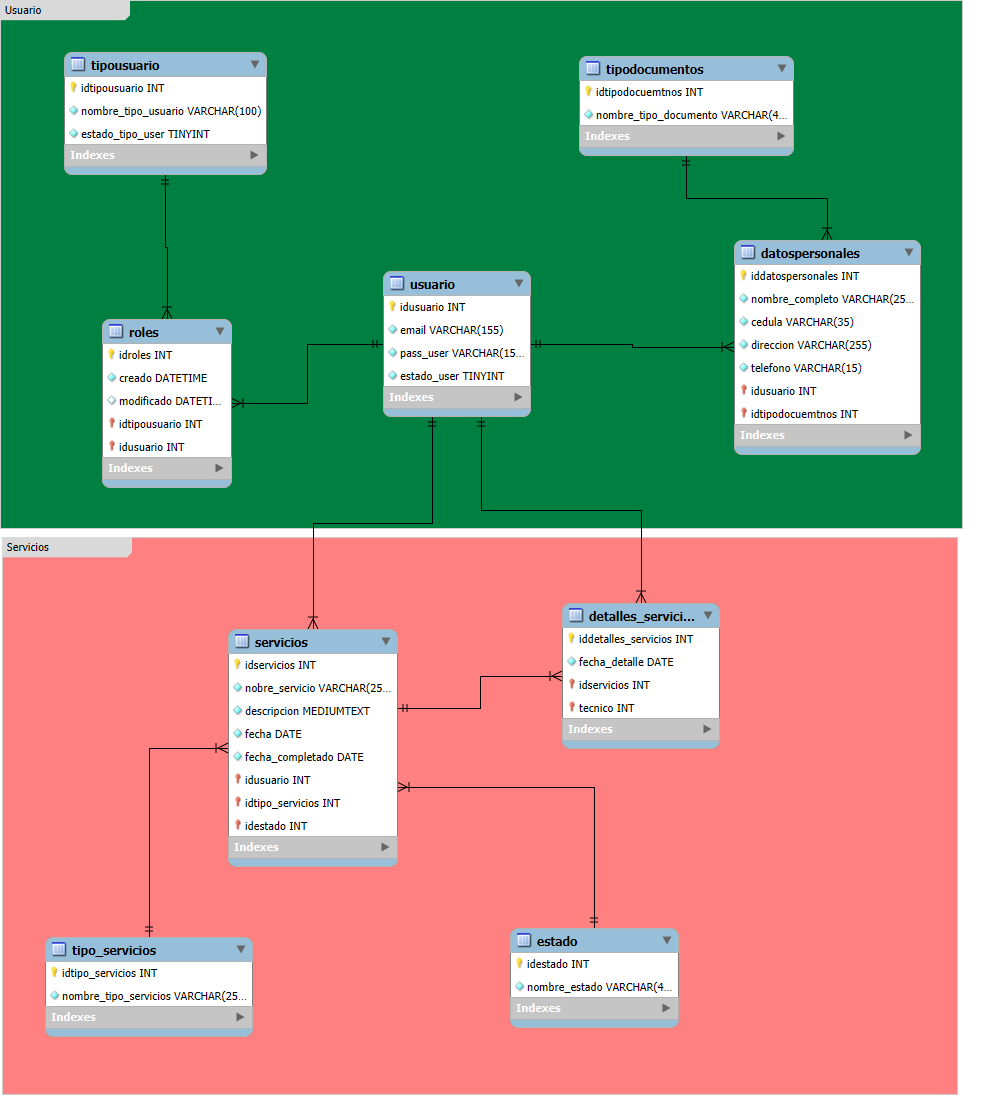 Usuario
tipousuario
idtipousuario INT
nombre_tipo_usuario VARCHAR(100)
estado_tipo_user TINYINT
Indexes
tipodocumentos
idtipodocuemtnos INT
nombre_tipo_documento VARCHAR(4...
Indexes
datospersonales
iddatospersonales INT
nombre_completo VARCHAR(25...
cedula VARCHAR(35)
direccion VARCHAR(255)
telefono VARCHAR(15)
idusuario INT
idtipodocuemtnos INT
Indexes
usuario
idusuario INT
email VARCHAR(155)
pass_user VARCHAR(15...
estado_user TINYINT
Indexes
roles
idroles INT
creado DATETIME
modificado DATETI...
idtipousuario INT
idusuario INT
Indexes
Servicios
detalles_servici...
iddetalles_servicios INT
fecha_detalle DATE
idservicios INT
tecnico INT
Indexes
servicios
idservicios INT
nobre_servicio VARCHAR(25...
descripcion MEDIUMTEXT
fecha DATE
fecha_completado DATE
idusuario INT
idtipo_servicios INT
idestado INT
Indexes
tipo_servicios
idtipo_servicios INT
nombre_tipo_servicios VARCHAR(25...
Indexes
estado
idestado INT
nombre_estado VARCHAR(4...
Indexes